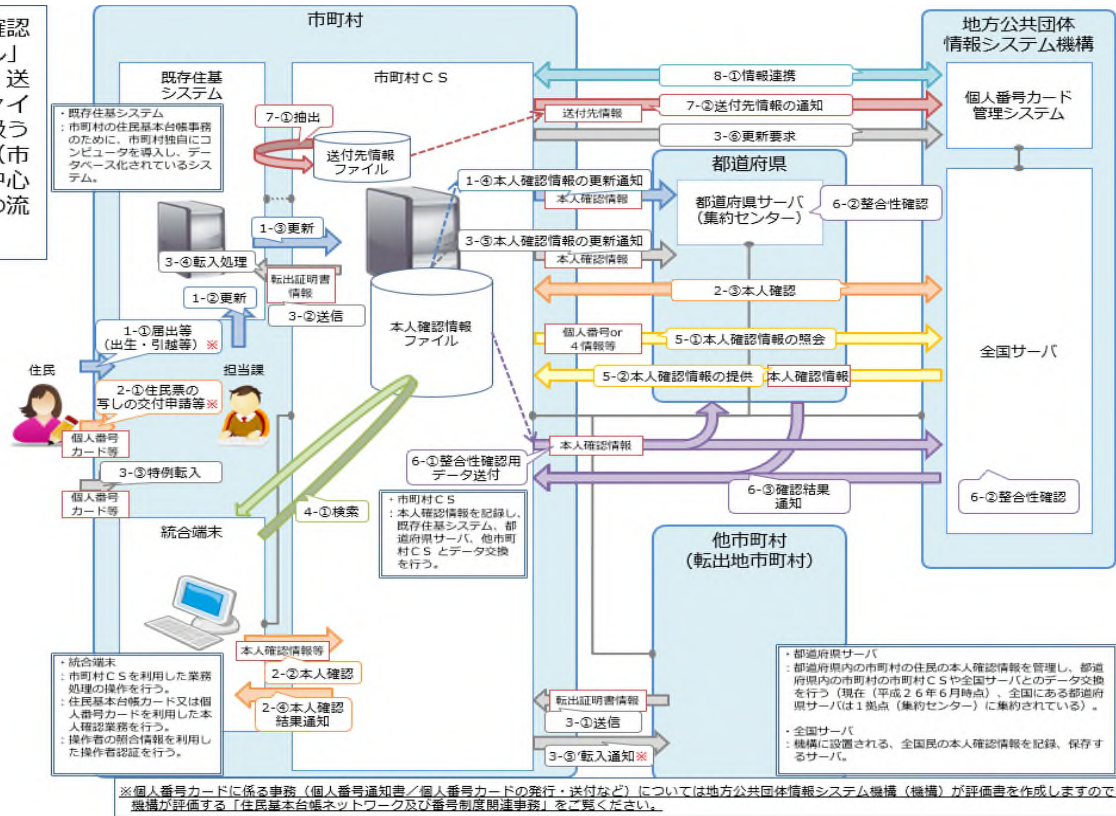 確認
ル」
送
ァイ
扱う
(市
中心
の流
市町村
地方公共団体
情報システム機構
既存住基
システム
市町村CS
・既存住基システム
:市町村の住民基本台帳事務
のために、市町村独自にコ
ンピュータを導入し、デー
タベース化されているシス
テム。
7-①抽出
送付先情報
ファイル
8-①情報連携
7-②送付先情報の通知
送付先情報
3-⑥更新要求
個人番号カード
管理システム
都道府県
1-④本人確認情報の更新通知
本人確認情報
都道府県サーバ
(集約センター)
6-②整合性確認
1-③更新
3-⑤本人確認情報の更新通知
本人確認情報
3-④転入処理
転出証明書
情報
3-②送信
1-②更新
2-③本人確認
本人確認情報
ファイル
1-①届出等
(出生・引越等)※
個人番号or
4情報等
5-①本人確認情報の照会
全国サーバ
住民
担当課
5-②本人確認情報の提供
本人確認情報
2-①住民票の
写しの交付申請等※
個人番号
カード等
本人確認情報
6-①整合性確認用
データ送付
3-③特例転入
個人番号
カード等
6-③確認結果
通知
6-②整合性確認
4-①検索
・市町村CS
:本人確認情報を記録し、
既存住基システム、都
道府県サーバ、他市町
村CS とデータ交換
を行う。
統合端末
他市町村
(転出地市町村)
本人確認情報等
2-②本人確認
・統合端末
:市町村CSを利用した業務
処理の操作を行う。
:住民基本台帳カード又は個
人番号カードを利用した本
人確認業務を行う。
:操作者の照合情報を利用し
た操作者認証を行う。
2-④本人確認
結果通知
転出証明書情報
3-①送信
3-⑤'転入通知※
・都道府県サーバ
:都道府県内の市町村の住民の本人確認情報を管理し、都道
府県内の市町村の市町村CSや全国サーバとのデータ交換
を行う(現在(平成26年6月時点)、全国にある都道府
県サーバは1拠点(集約センター)に集約されている)。
・全国サーバ
:機構に設置される、全国民の本人確認情報を記録、保存す
るサーバ。
※個人番号カードに係る事務(個人番号通知書/個人番号カードの発行・送付など)については地方公共団体情報システム機構(機構)が評価書を作成しますので
機構が評価する「住民基本台帳ネットワーク及び番号制度関連事務」をご覧ください。